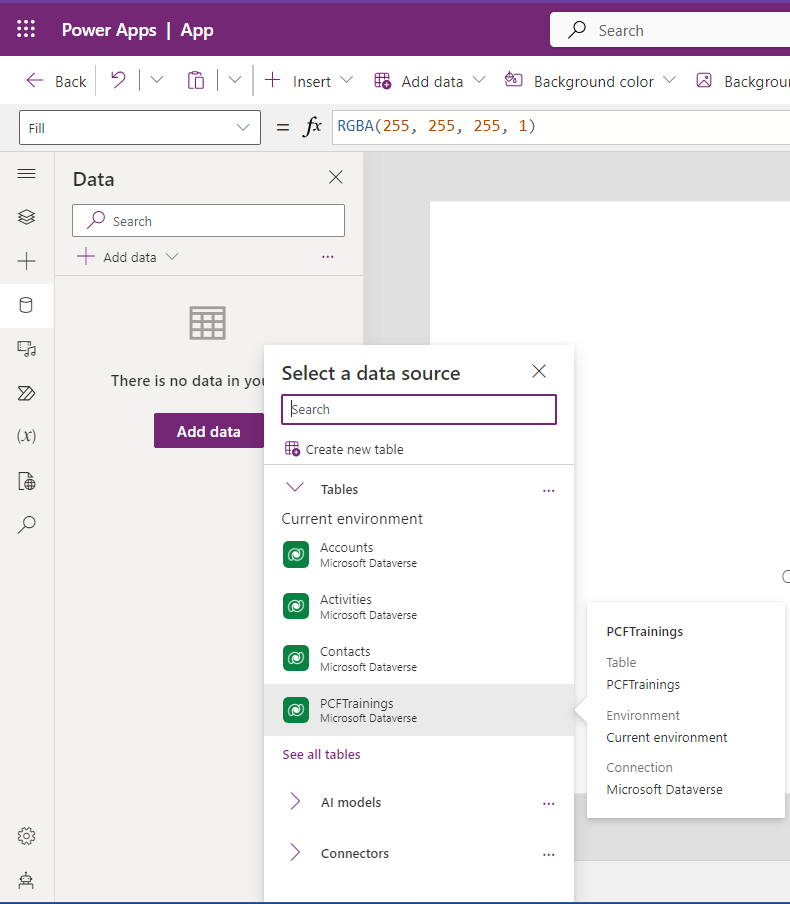 Power Apps | App
Search
Back
Insert
Add data
Background color
Fill
= fx
RGBA(255, 255, 255, 1)
Data
Search
Add data
There is no data in
Add data
Select a data source
Search
Create new table
Tables
Current environment
Accounts
Microsoft Dataverse
Activities
Microsoft Dataverse
Contacts
Microsoft Dataverse
PCFTrainings
Microsoft Dataverse
See all tables
AI models
Connectors
PCFTrainings
Table
PCFTrainings
Environment
Current environment
Connection
Microsoft Dataverse
(x)